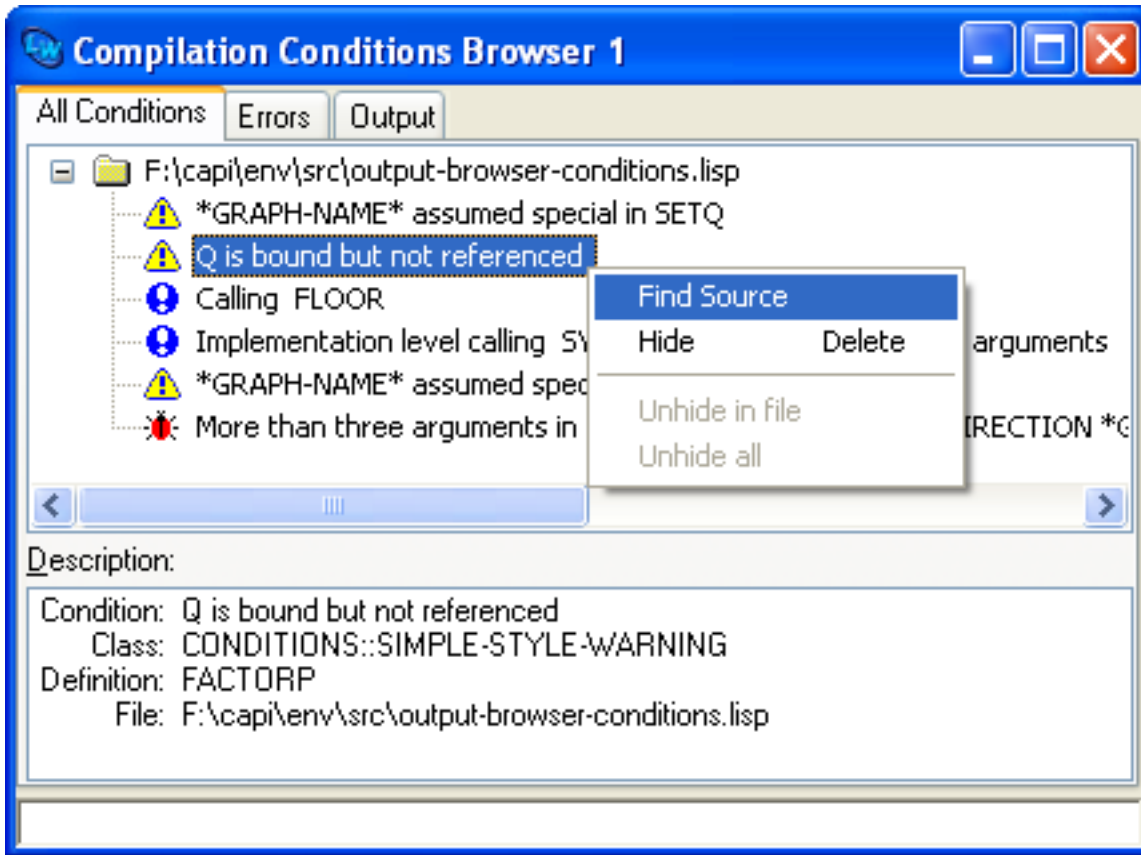 Compilation Conditions Browser 1
All Conditions Errors Output
F:\capi\env\src\output-browser-conditions.lisp
*GRAPH-NAME* assumed special in SETQ
Q is bound but not referenced
Calling FLOOR
Find Source
Implementation level calling arguments
Hide Delete
*GRAPH-NAME* assumed
Unhide in file
More than three arguments in *G
Unhide all
Description:
Condition: Q is bound but not referenced
Class: CONDITIONS::SIMPLE-STYLE-WARNING
Definition: FACTORP
File: F:\capi\env\src\output-browser-conditions.lisp